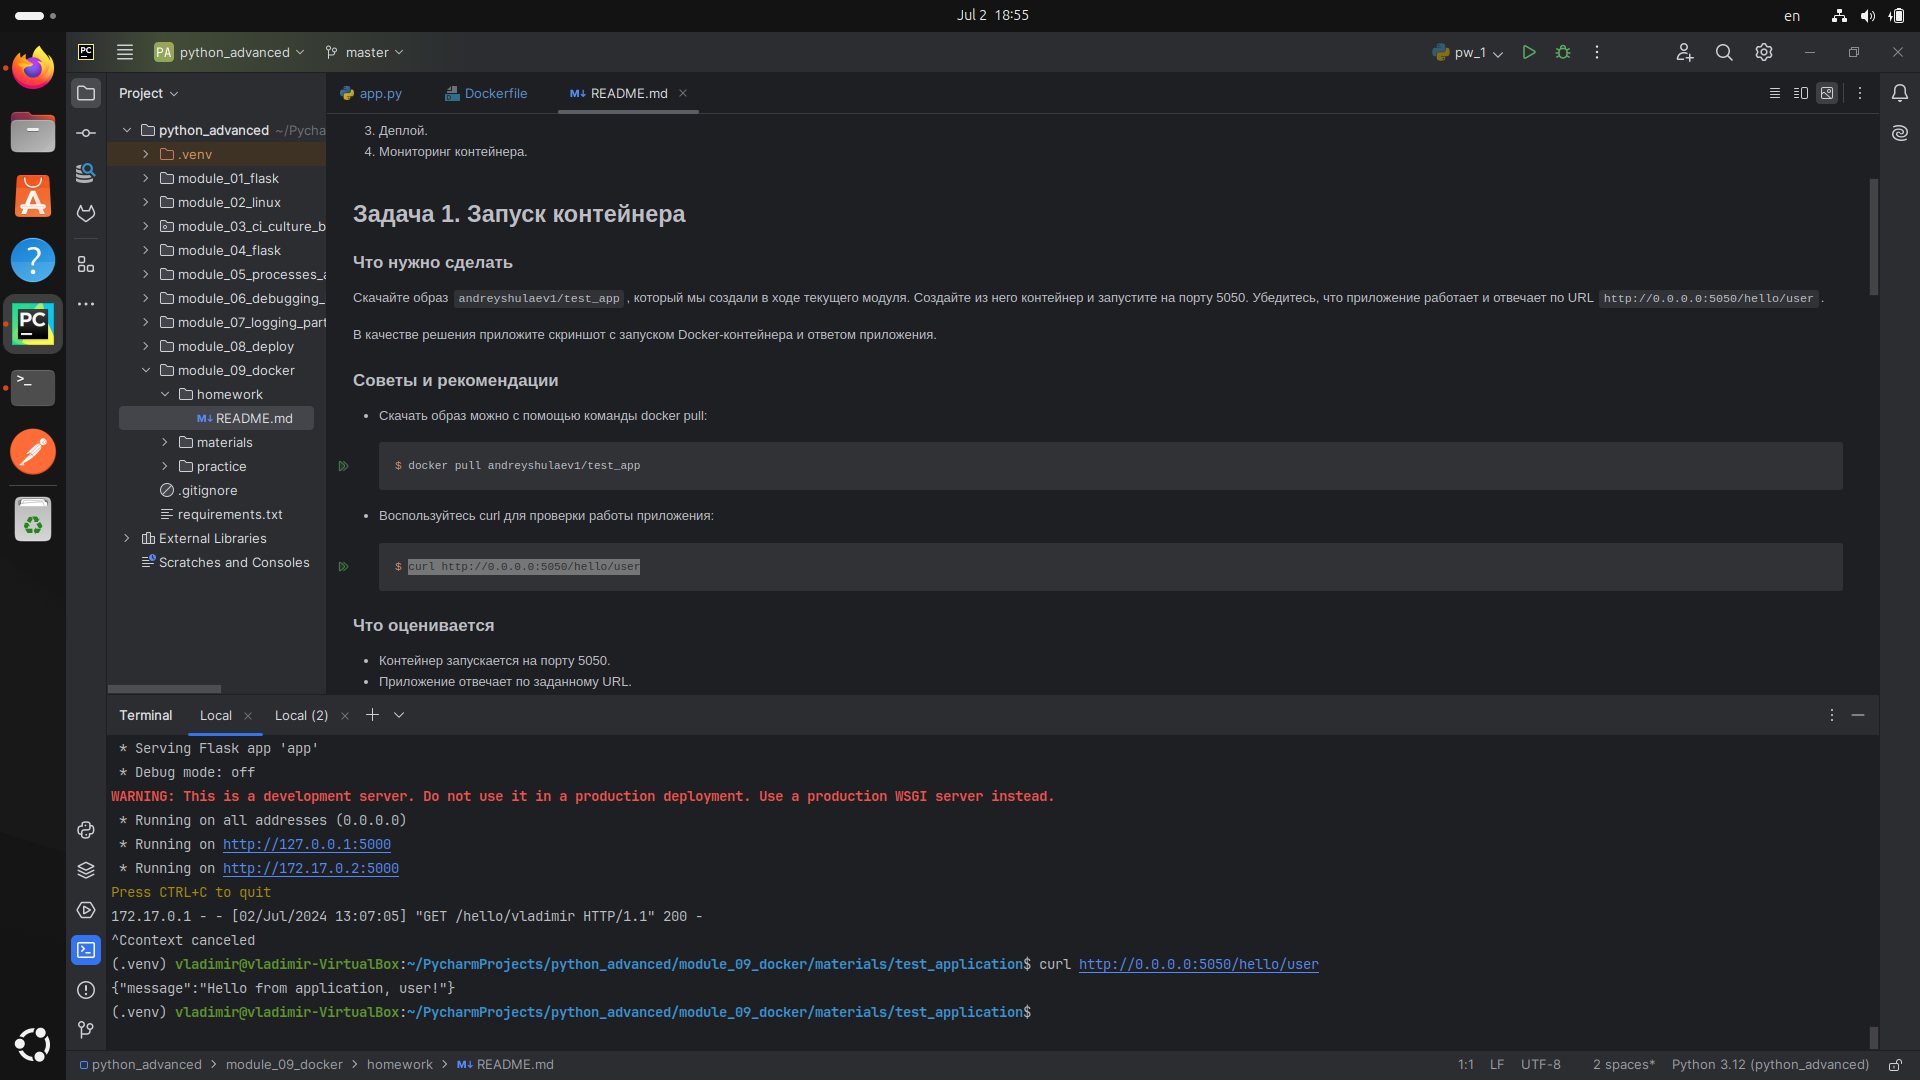 Jul 2 18:55
en
PC
PA python_advanced
master
pw_1
Project
app.py
Dockerfile
README.md
python_advanced ~/Pycha
.venv
module_01_flask
module_02_linux
module_03_ci_culture_b
module_04_flask
module_05_processes_a
module_06_debugging_
module_07_logging_part
module_08_deploy
module_09_docker
homework
README.md
materials
practice
.gitignore
requirements.txt
External Libraries
Scratches and Consoles
3. Деплой.
4. Мониторинг контейнера.
Задача 1. Запуск контейнера
Что нужно сделать
Скачайте образ andreyshulaev1/test_app , который мы создали в ходе текущего модуля. Создайте из него контейнер и запустите на порту 5050. Убедитесь, что приложение работает и отвечает по URL http://0.0.0.0:5050/hello/user .
В качестве решения приложите скриншот с запуском Docker-контейнера и ответом приложения.
Советы и рекомендации
• Скачать образ можно с помощью команды docker pull:
$ docker pull andreyshulaev1/test_app
• Воспользуйтесь curl для проверки работы приложения:
$ curl http://0.0.0.0:5050/hello/user
Что оценивается
• Контейнер запускается на порту 5050.
• Приложение отвечает по заданному URL.
Terminal
Local
Local (2)
* Serving Flask app 'app'
* Debug mode: off
WARNING: This is a development server. Do not use it in a production deployment. Use a production WSGI server instead.
* Running on all addresses (0.0.0.0)
* Running on http://127.0.0.1:5000
* Running on http://172.17.0.2:5000
Press CTRL+C to quit
172.17.0.1 - - [02/Jul/2024 13:07:05] "GET /hello/vladimir HTTP/1.1" 200 -
^Ccontext canceled
(.venv) vladimir@vladimir-VirtualBox:~/PycharmProjects/python_advanced/module_09_docker/materials/test_application$ curl http://0.0.0.0:5050/hello/user
{"message":"Hello from application, user!"}
(.venv) vladimir@vladimir-VirtualBox:~/PycharmProjects/python_advanced/module_09_docker/materials/test_application$
python_advanced > module_09_docker > homework > README.md
1:1 LF UTF-8 2 spaces* Python 3.12 (python_advanced)